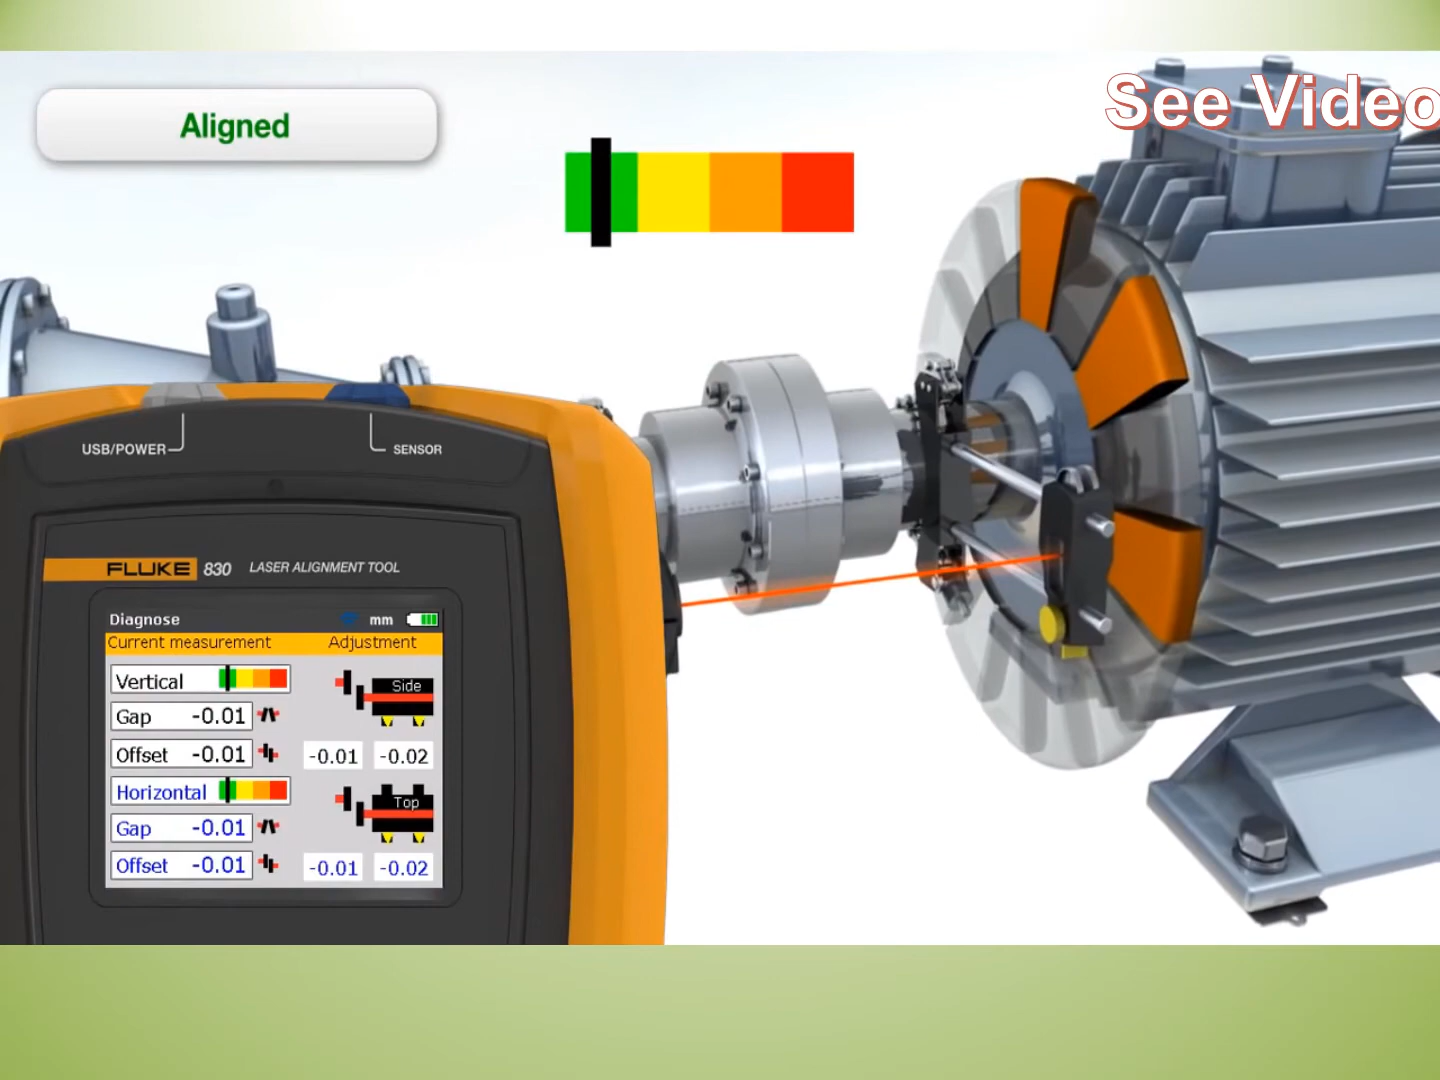 See Video
Aligned
USB/POWER
SENSOR
FLUKE 830 LASER ALIGNMENT TOOL
Diagnose mm
Current measurement Adjustment
Vertical
Side
Gap -0.01
Offset -0.01 -0.01 -0.02
Horizontal
Top
Gap -0.01
Offset -0.01 -0.01 -0.02